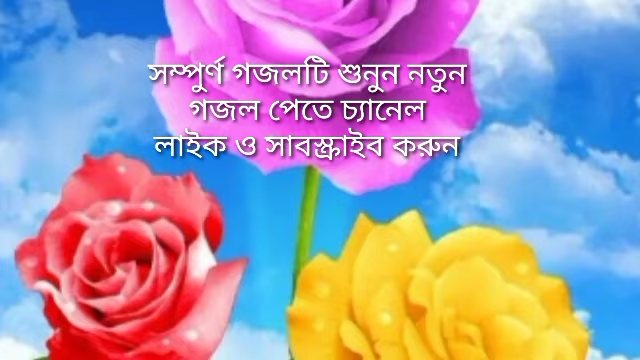 সম্পুর্ণ গজলটি শুনুন নতুন
গজল পেতে চ্যানেল
লাইক ও সাবস্ক্রাইব করুন